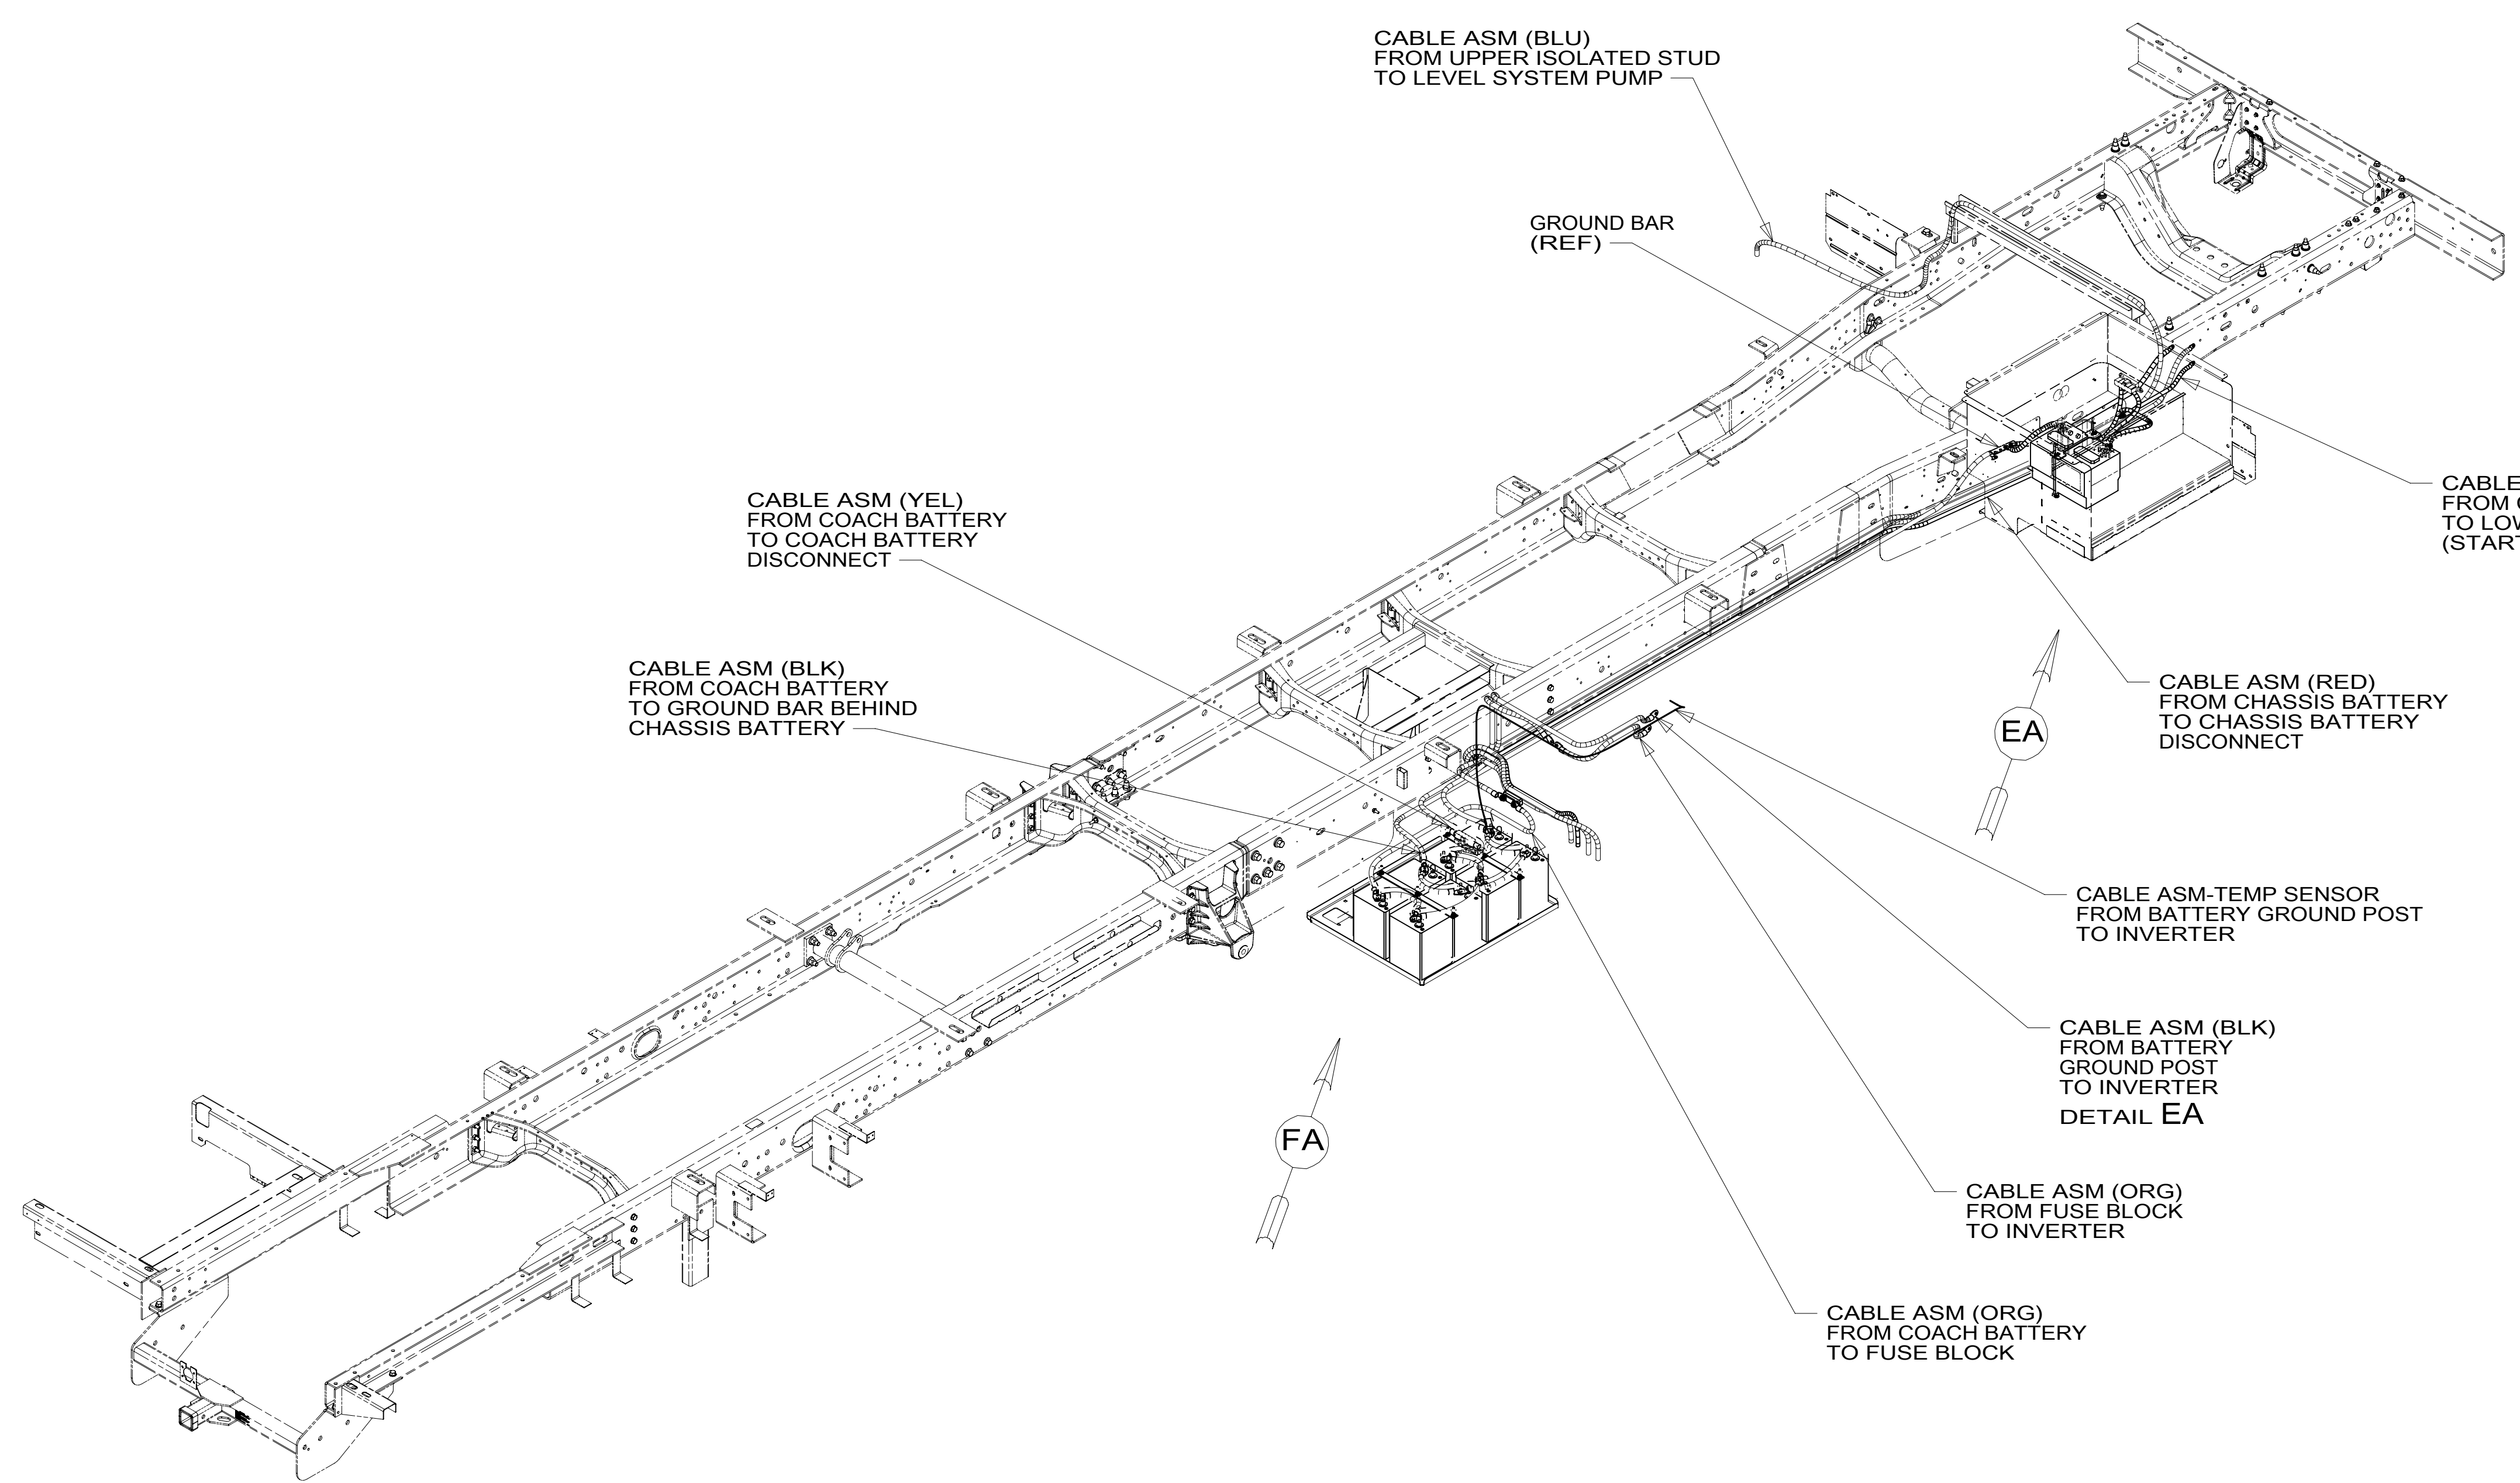 CABLE ASM (BLU)
FROM UPPER ISOLATED STUD
TO LEVEL SYSTEM PUMP
GROUND BAR
(REF)
CABLE ASM (YEL)
FROM COACH BATTERY
TO COACH BATTERY
DISCONNECT
CABLE
FROM
TO
CABLE ASM (BLK)
FROM COACH BATTERY
TO GROUND BAR BEHIND
CHASSIS BATTERY
CABLE ASM (RED)
FROM CHASSIS BATTERY
TO CHASSIS BATTERY
DISCONNECT
EA
CABLE ASM-TEMP SENSOR
FROM BATTERY GROUND POST
TO INVERTER
CABLE ASM (BLK)
FROM BATTERY
GROUND POST
TO INVERTER
DETAIL EA
FA
CABLE ASM (ORG)
FROM FUSE BLOCK
TO INVERTER
CABLE ASM (ORG)
FROM COACH BATTERY
TO FUSE BLOCK